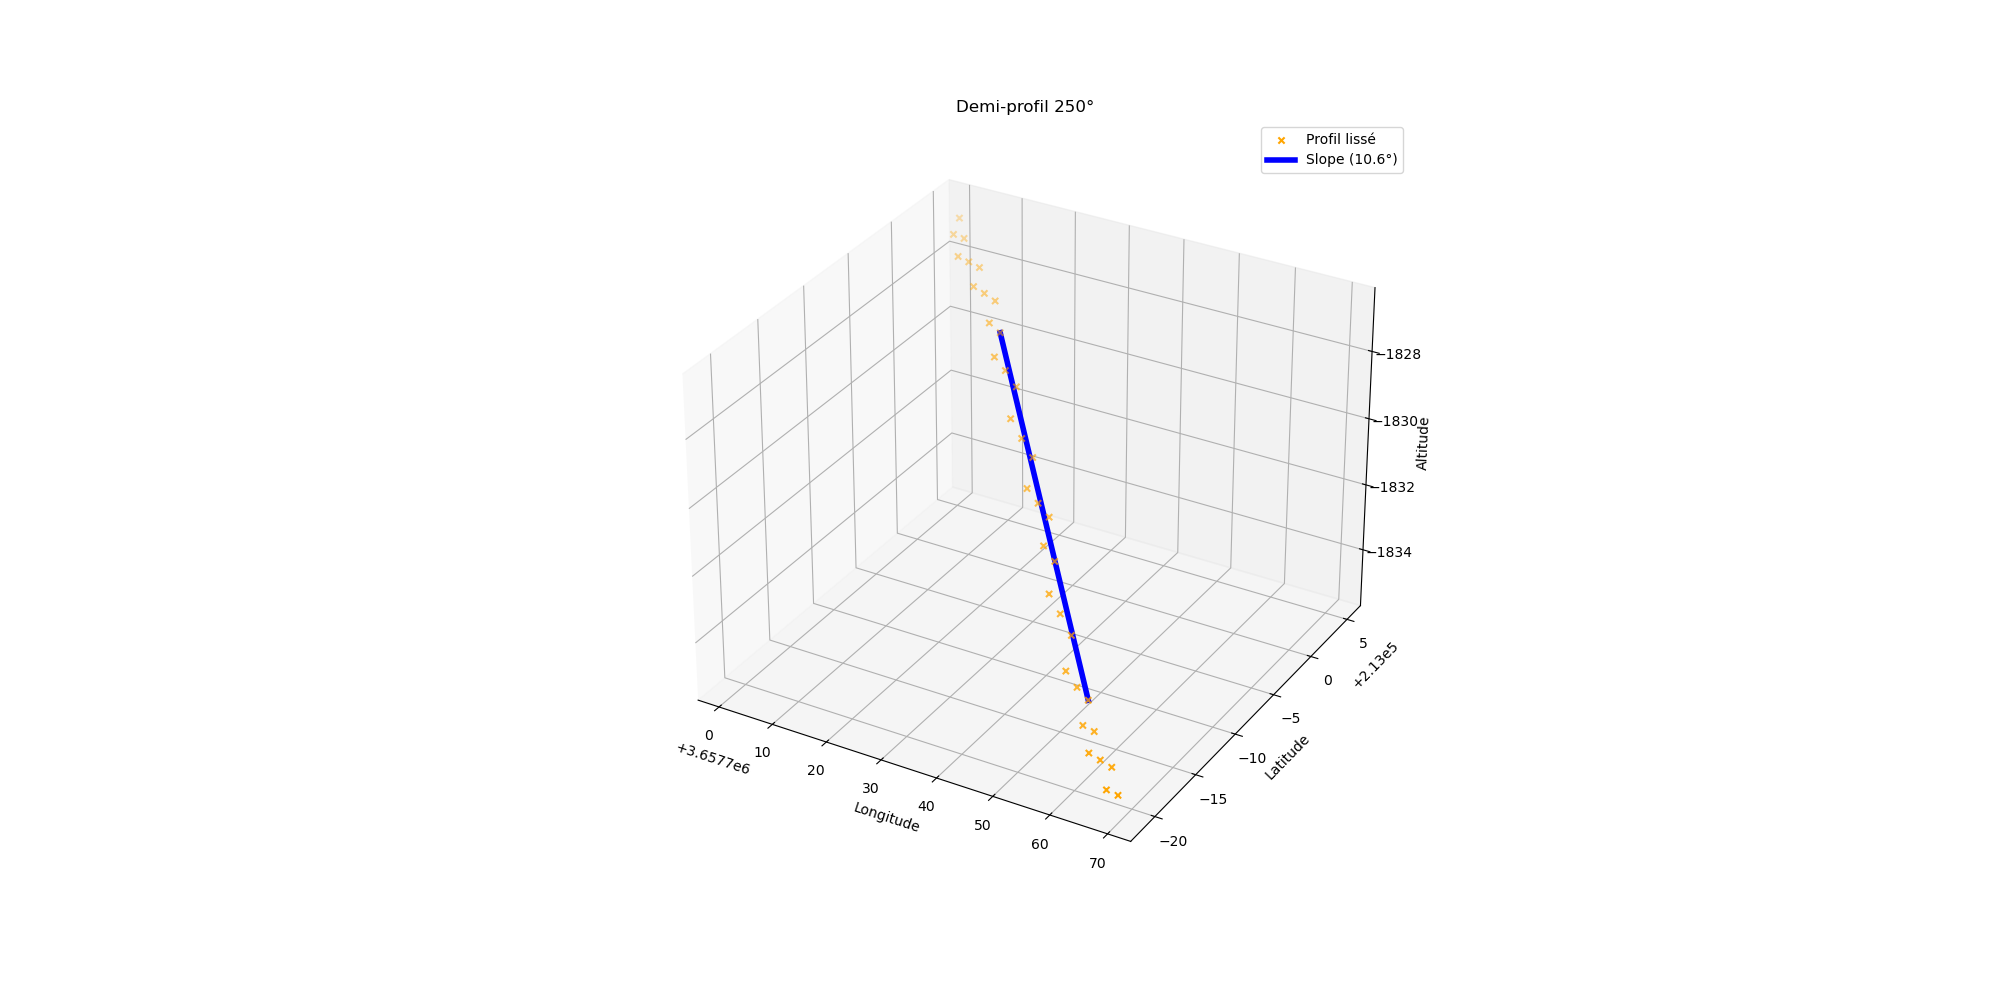 Demi-profil 250°
Profil lissé
Slope (10.6°)
−1828
−1830
−1832
−1834
Altitude
5
0
−5
−10
−15
−20
+2.13e5
Latitude
0
10
20
30
40
50
60
70
+3.6577e6
Longitude